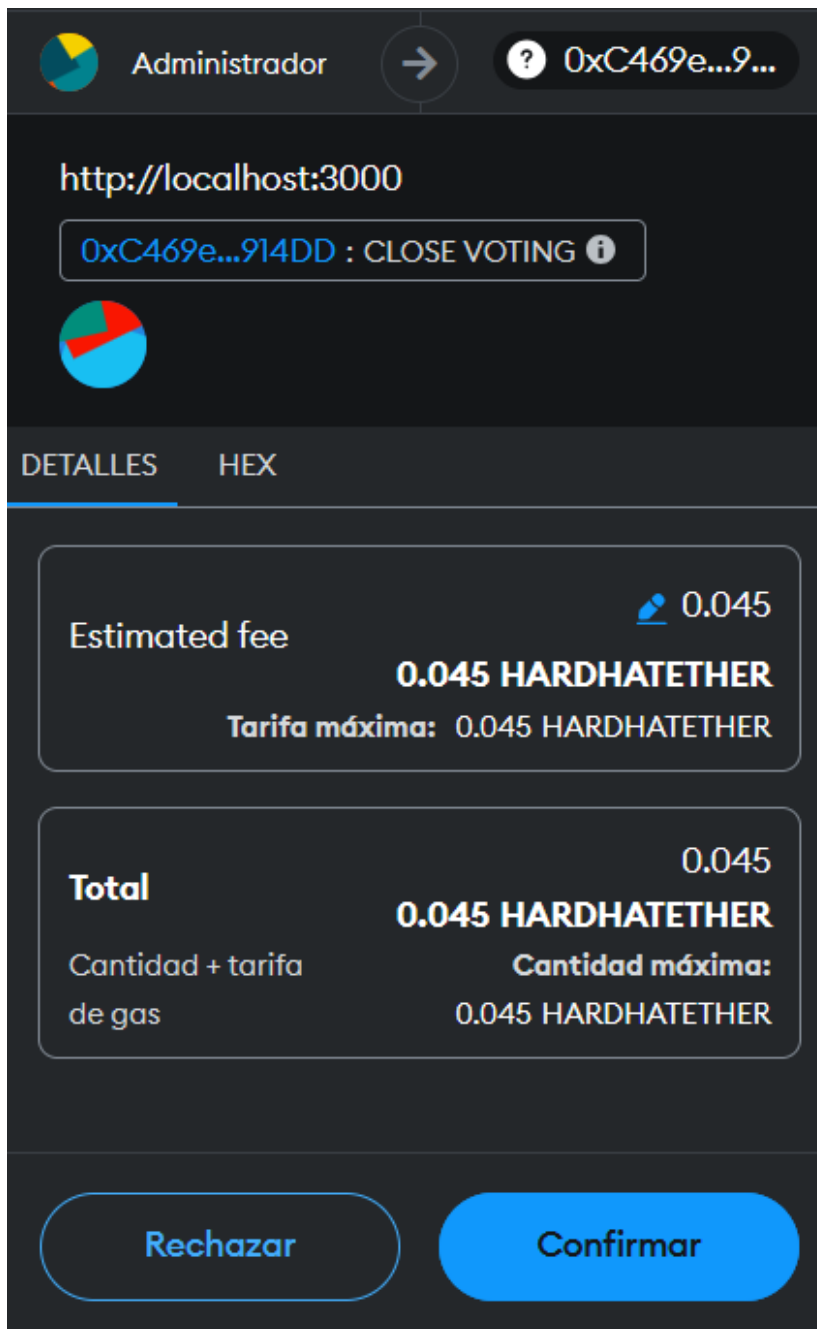 Administrador
0xC469e...9...
http://localhost:3000
0xC469e...914DD : CLOSE VOTING
DETALLES HEX
Estimated fee
0.045
0.045 HARDHATETHER
Tarifa máxima: 0.045 HARDHATETHER
Total
0.045
0.045 HARDHATETHER
Cantidad + tarifa de gas
Cantidad máxima:
0.045 HARDHATETHER
Rechazar
Confirmar